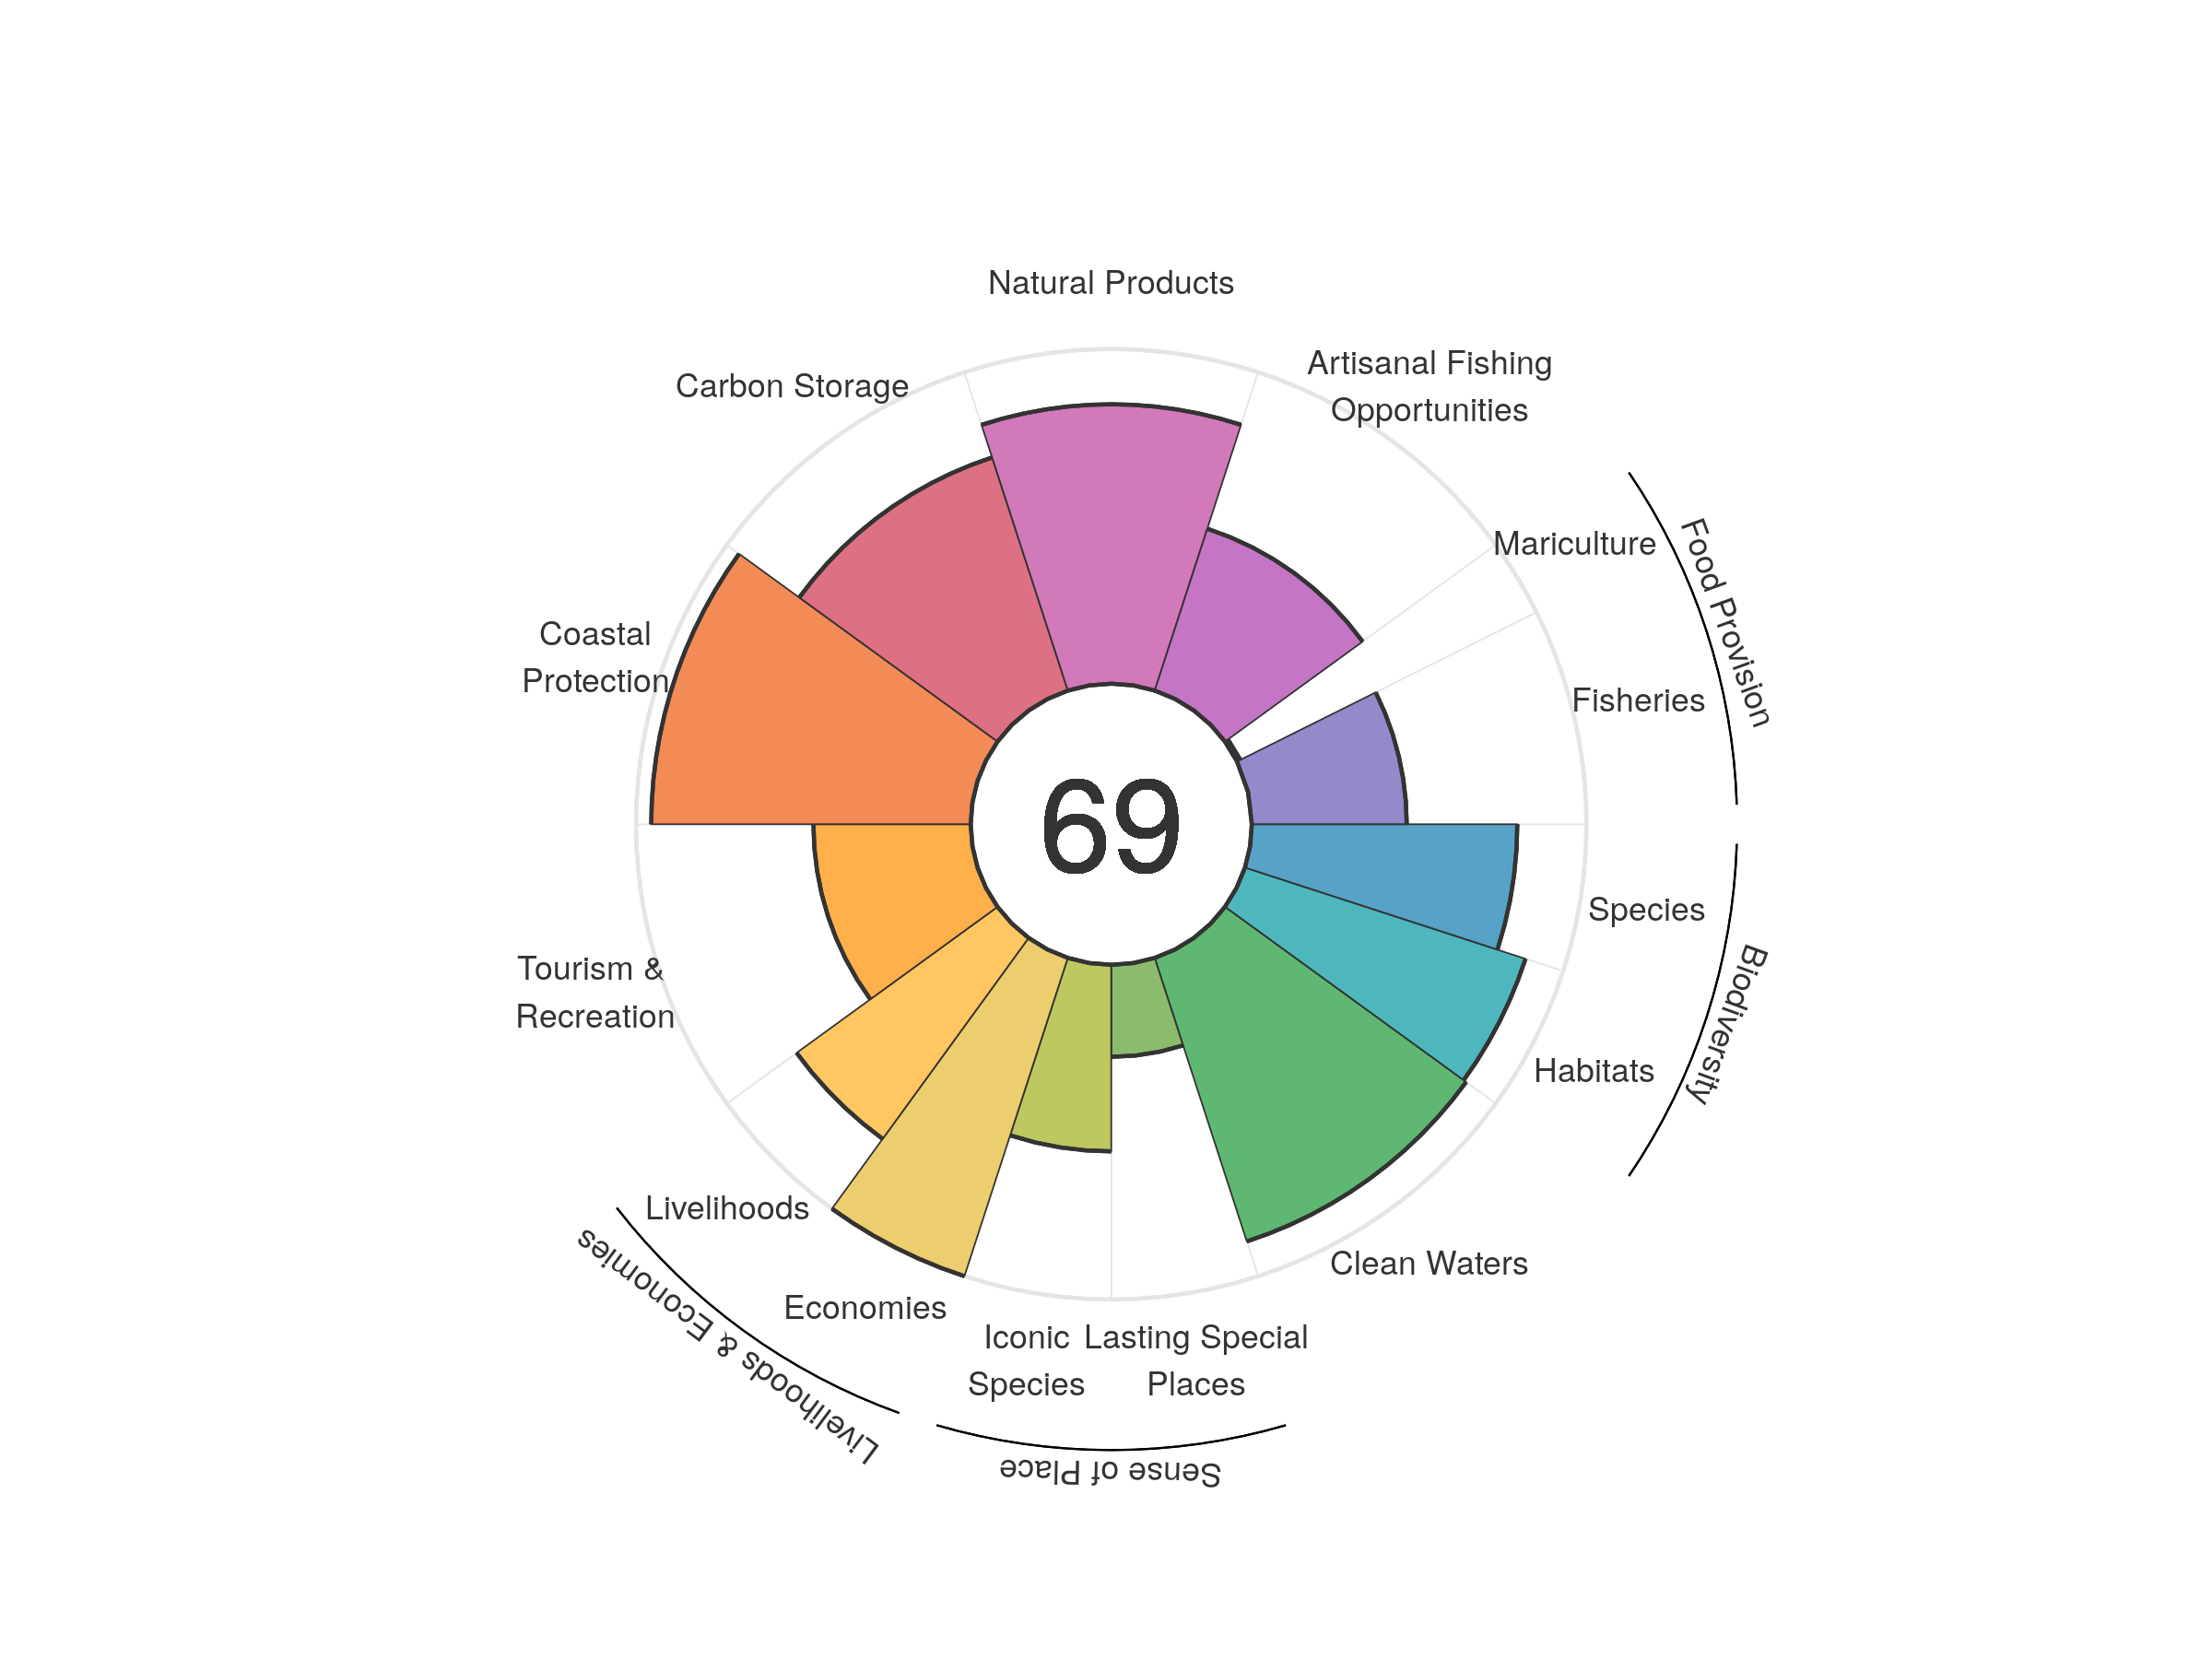 Natural Products
Artisanal Fishing
Opportunities
Carbon Storage
Mariculture
Food Provision
Coastal
Protection
Fisheries
69
Species
Biodiversity
Tourism &
Recreation
Habitats
Livelihoods
Clean Waters
Livelihoods & Economies
Economies
Iconic
Species
Lasting Special
Places
Sense of Place